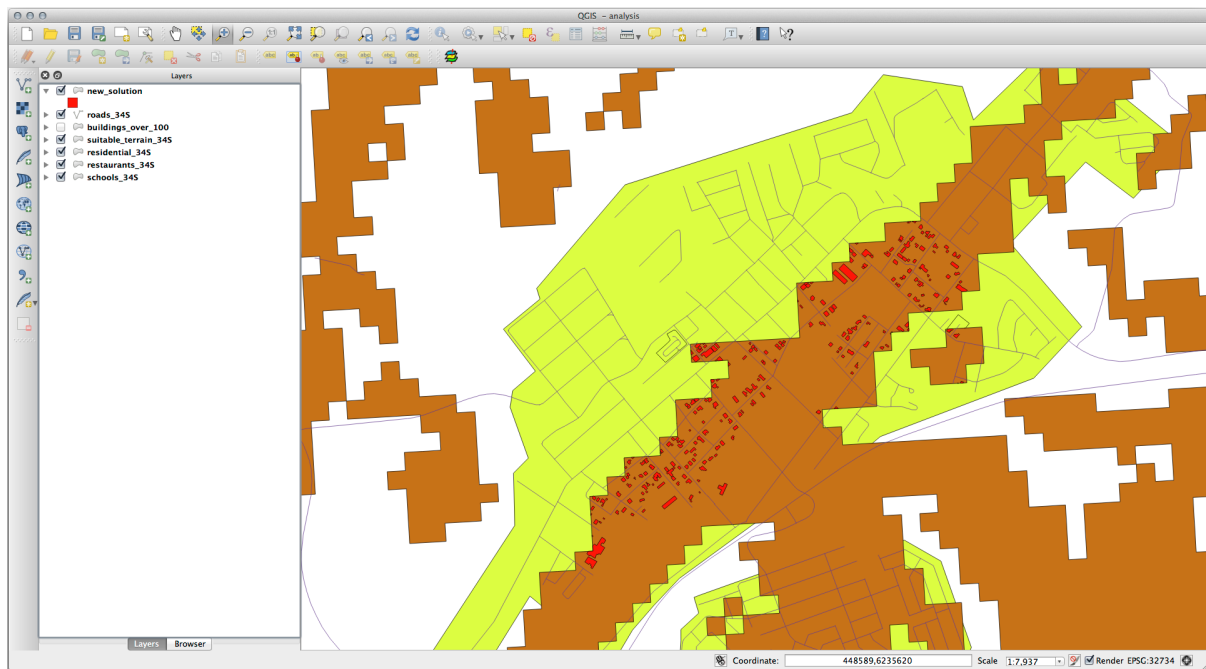 QGIS - analysis
Layers
new_solution
roads_34S
buildings_over_100
suitable_terrain_34S
residential_34S
restaurants_34S
schools_34S
Layers Browser
Coordinate: 448589,6235620 Scale 1:7,937 Render EPSG:32734